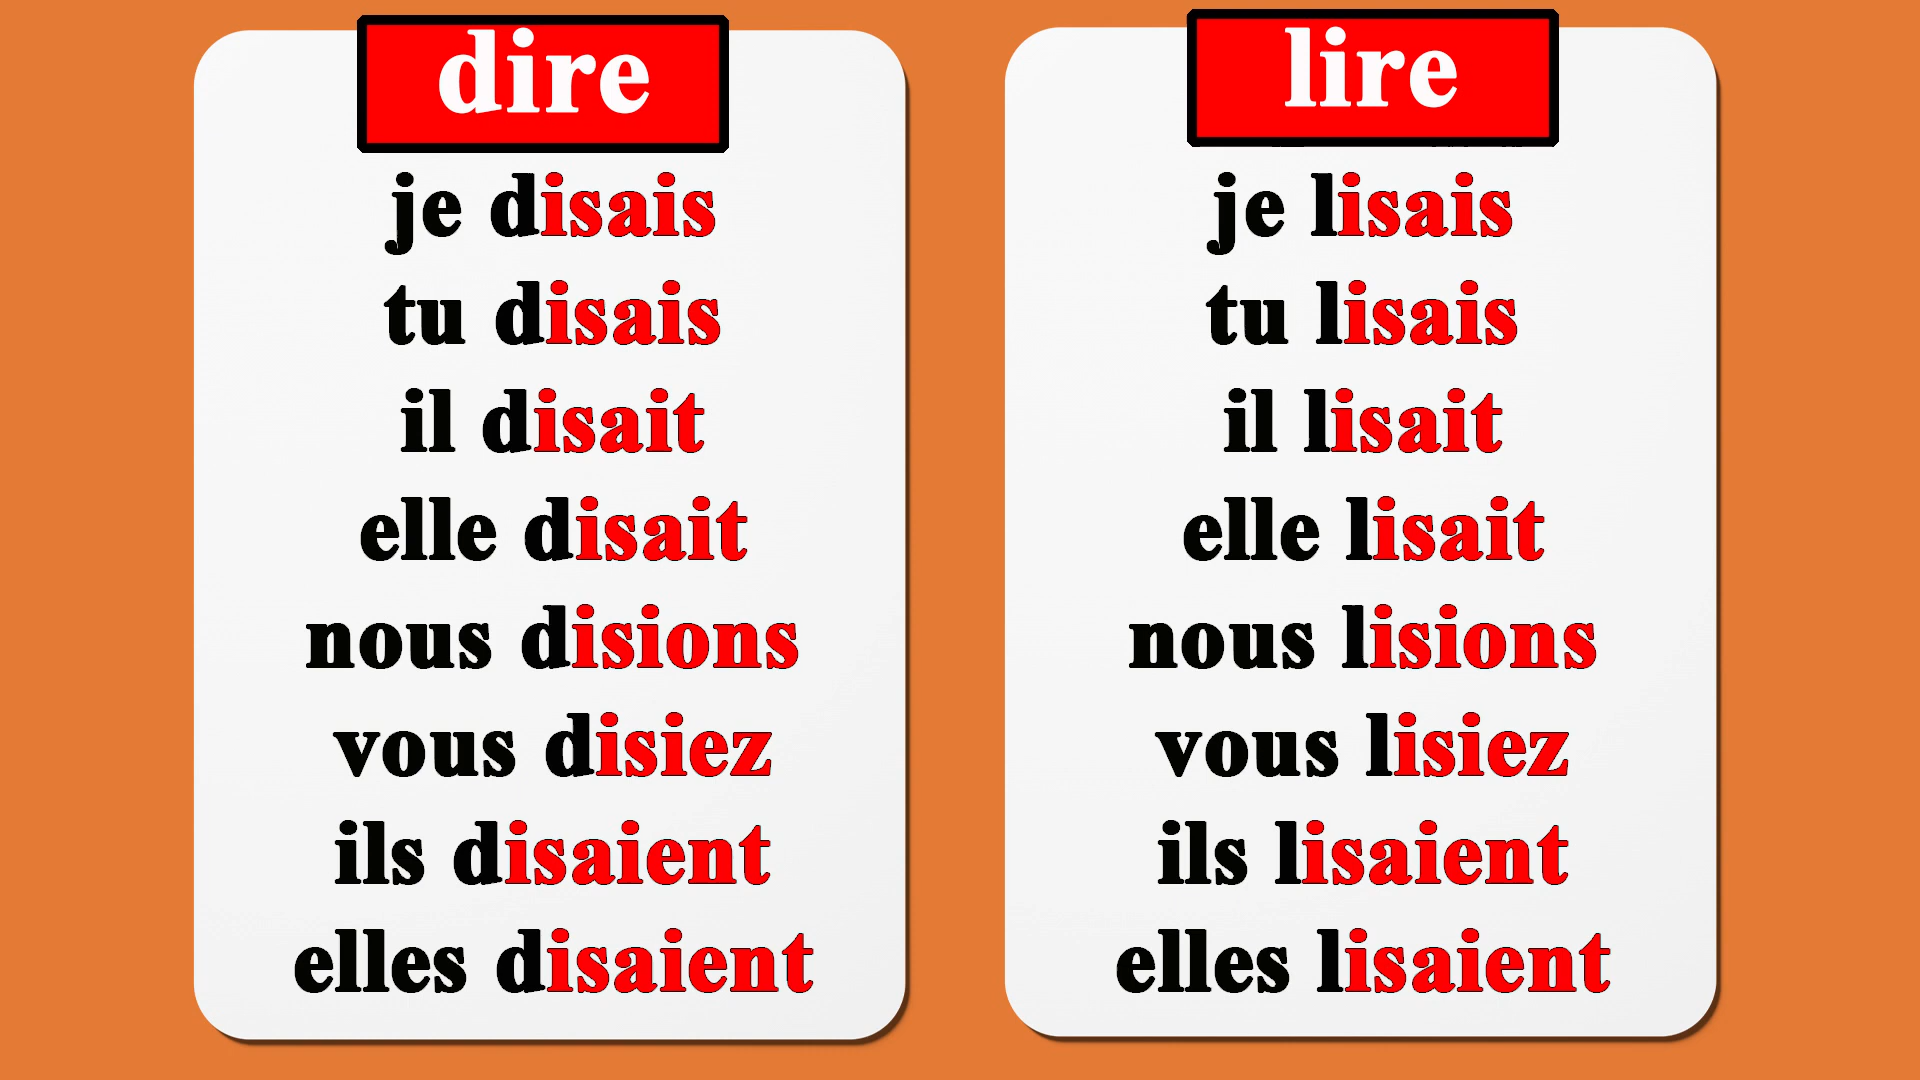 dire
je disais
tu disais
il disait
elle disait
nous disions
vous disiez
ils disaient
elles disaient
lire
je lisais
tu lisais
il lisait
elle lisait
nous lisions
vous lisiez
ils lisaient
elles lisaient